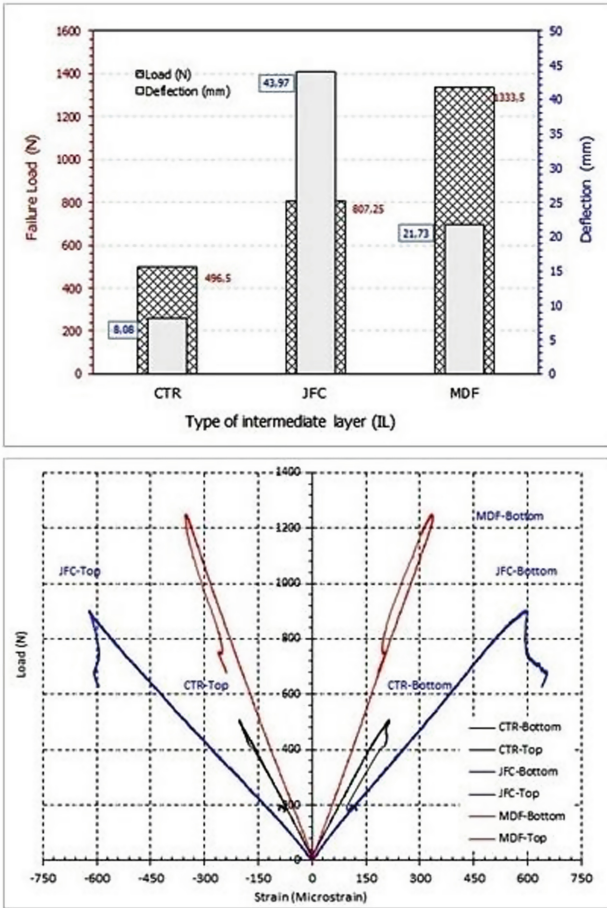 1600
1400
1200
1000
800
600
400
200
0
Failure Load (N)
Load (N)
Deflection (mm)
50
45
40
35
30
25
20
15
10
5
0
Deflection (mm)
8,08
496,5
43,97
807,25
21,73
1333,5
CTR JFC MDF
Type of intermediate layer (IL)
1400
1200
1000
800
600
400
200
0
Load (N)
MDF-Bottom
JFC-Top
JFC-Bottom
CTR-Top
CTR-Bottom
CTR-Bottom
CTR-Top
JFC-Bottom
JFC-Top
MDF-Bottom
MDF-Top
-750 -600 -450 -300 -150 0 150 300 450 600 750
Strain (Microstrain)